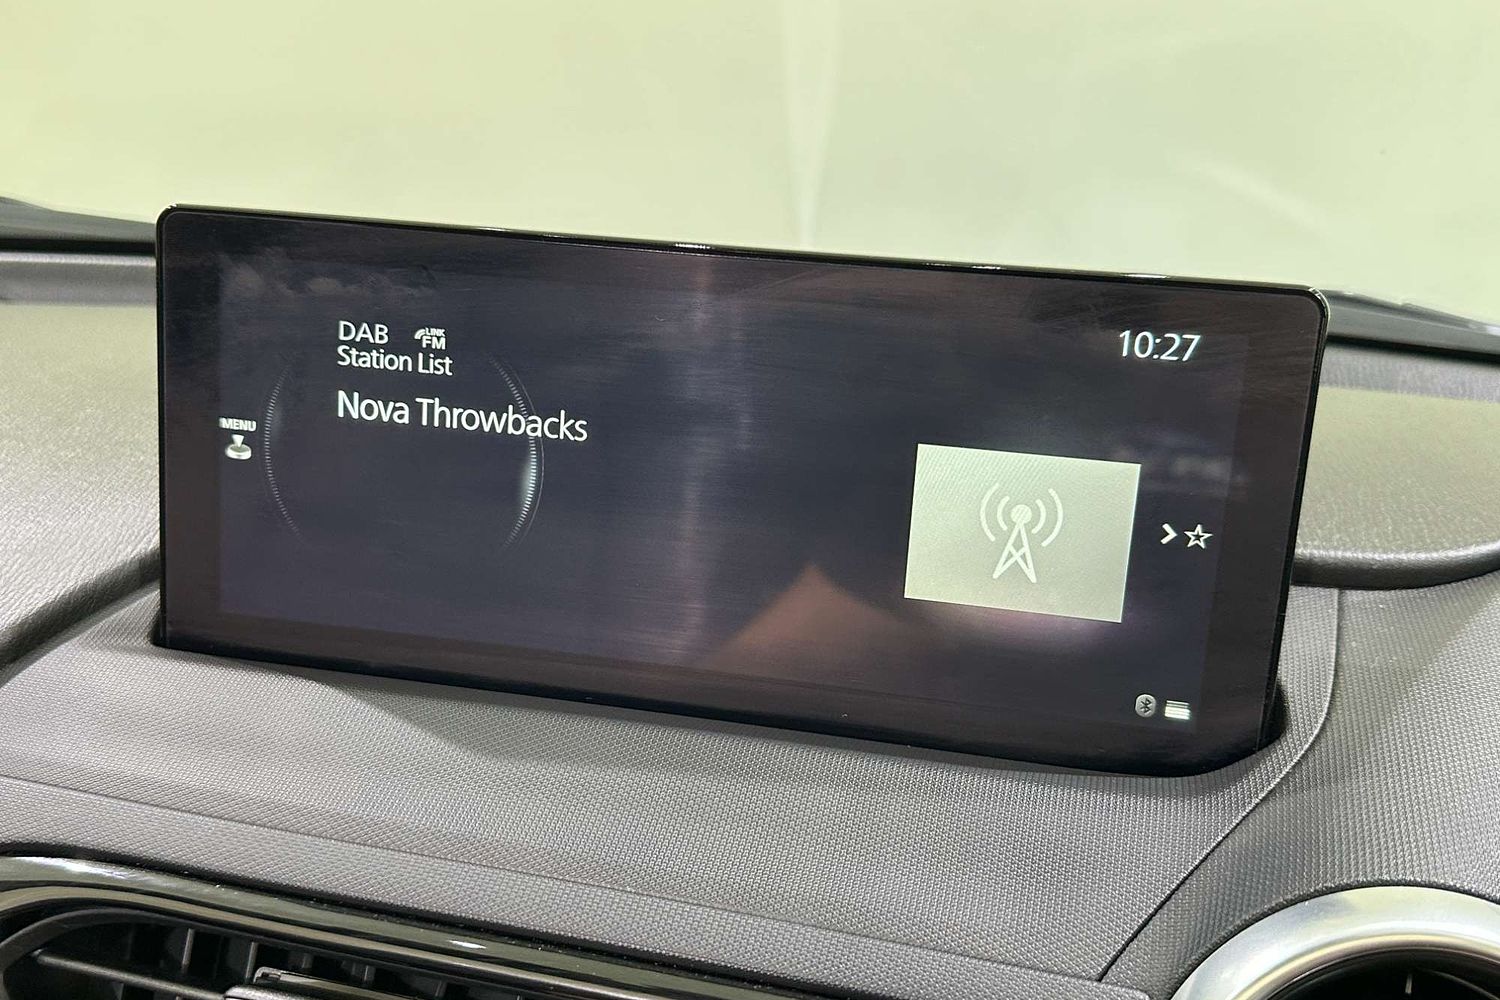 DAB LINK FM
Station List
10:27
Nova Throwbacks
MENU